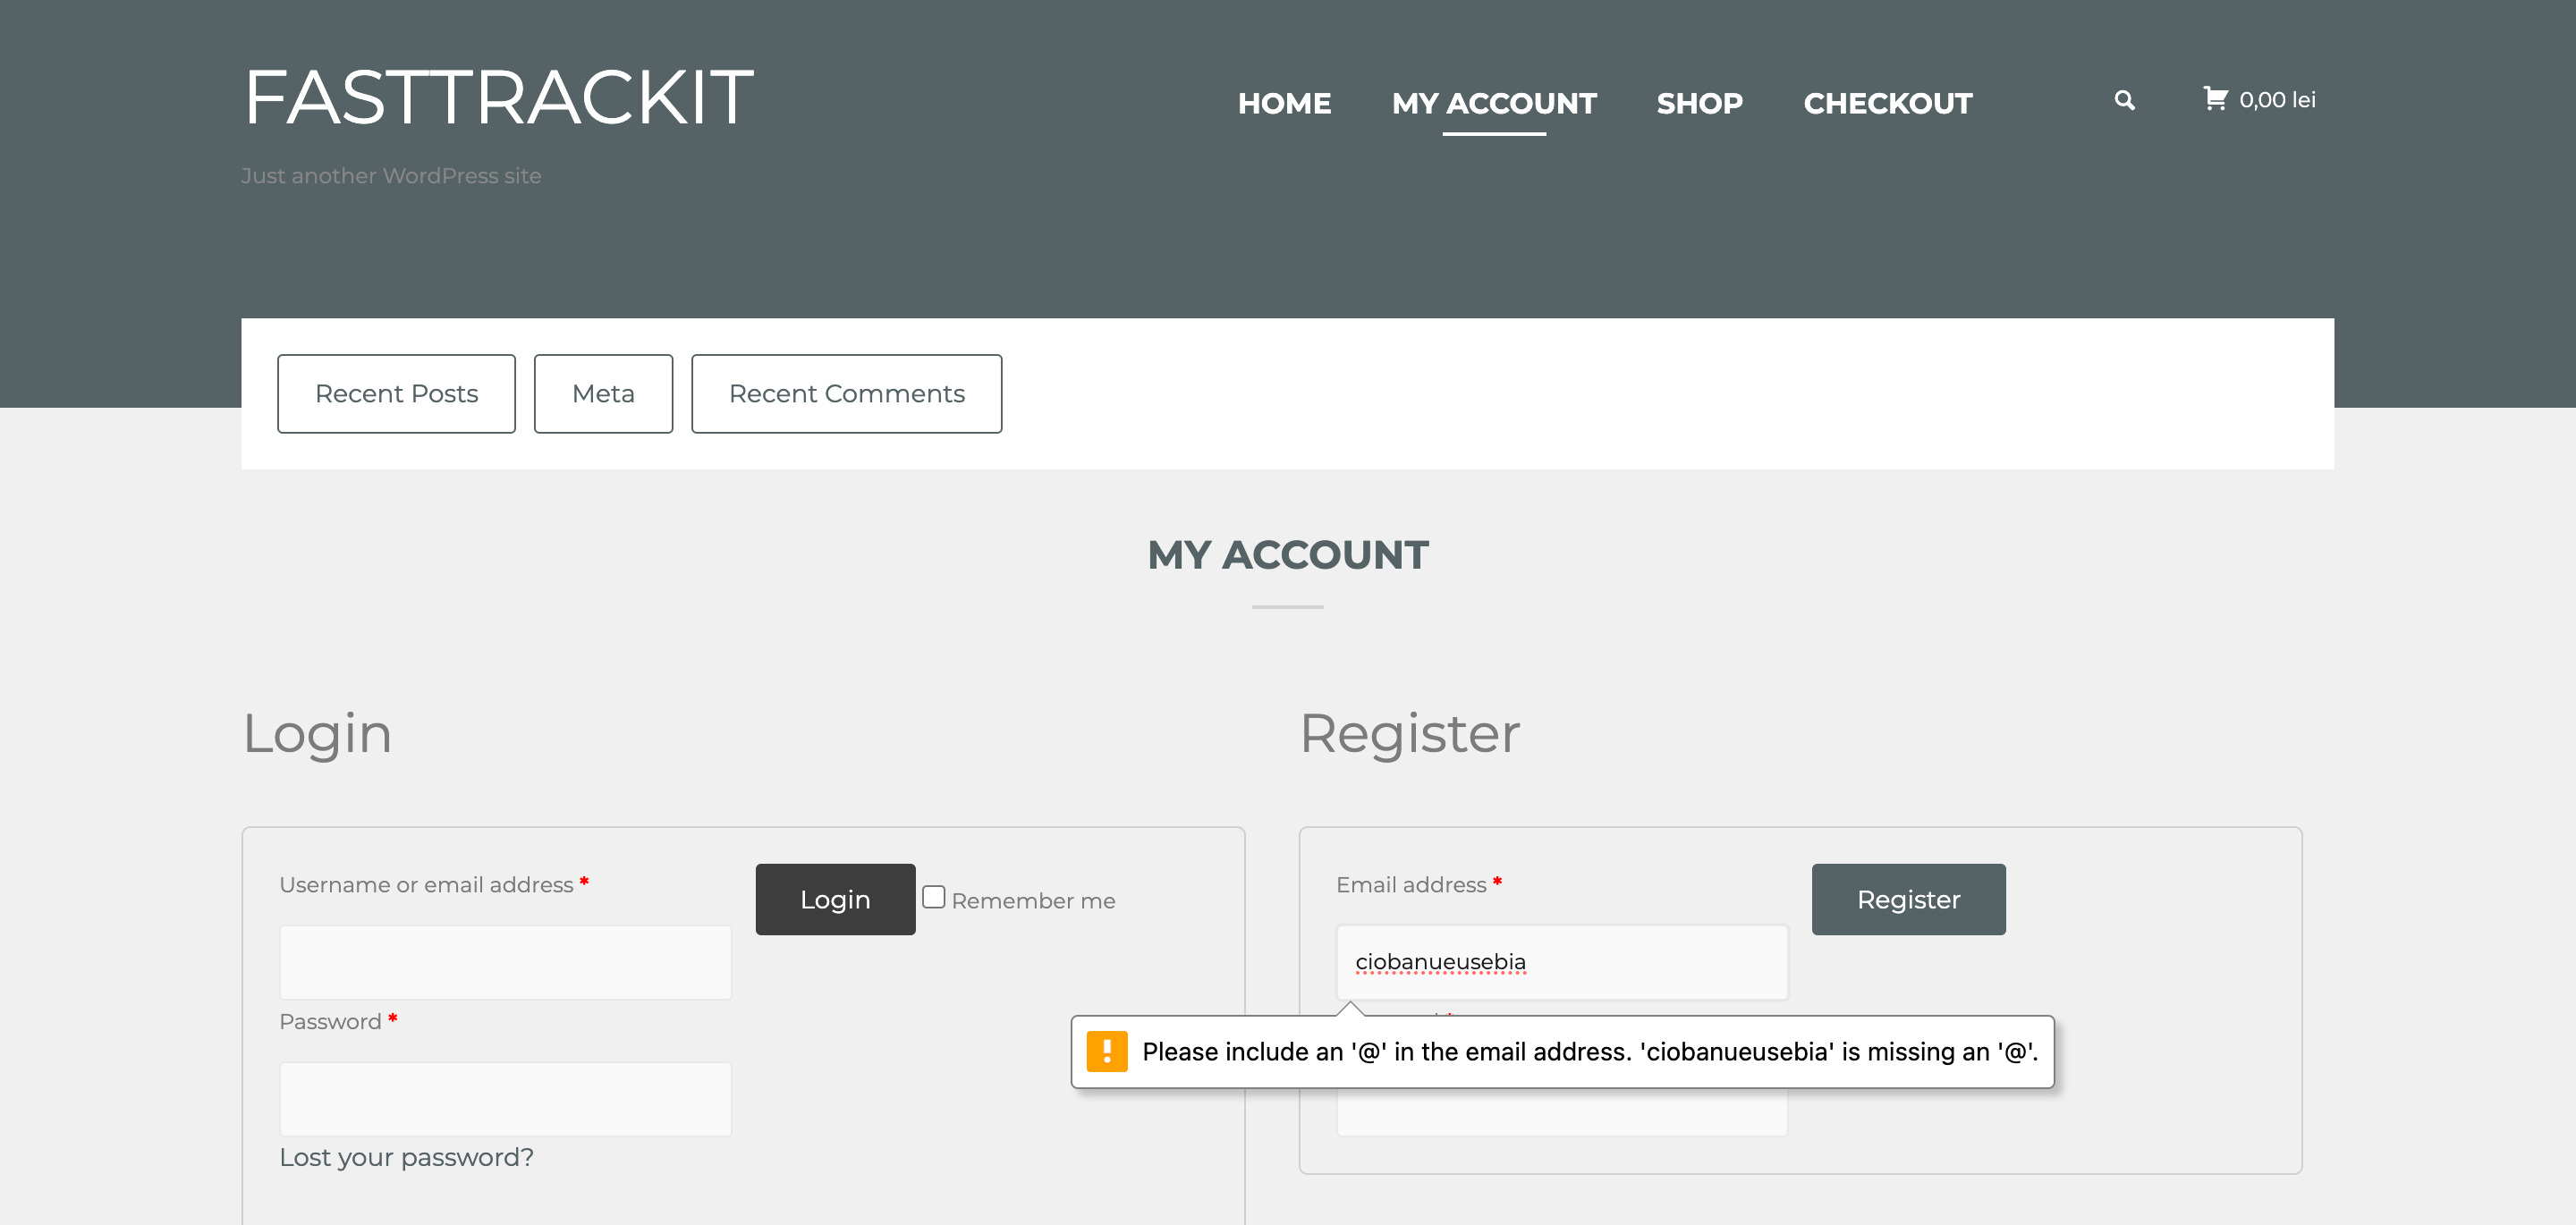 FASTTRACKIT
Just another WordPress site
HOME
MY ACCOUNT
SHOP
CHECKOUT
0,00 lei
Recent Posts
Meta
Recent Comments
MY ACCOUNT
Login
Username or email address *
Login
Remember me
Password *
Lost your password?
Register
Email address *
Register
ciobanueusebia
Please include an '@' in the email address. 'ciobanueusebia' is missing an '@'.